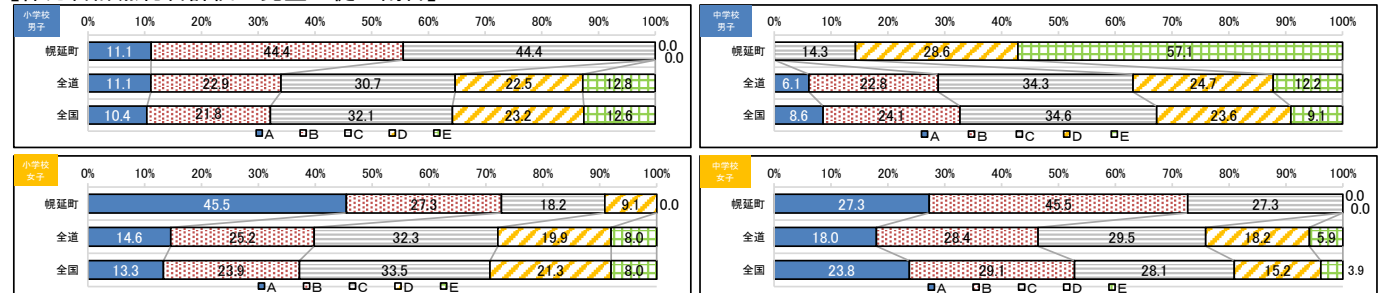 小学校
男子
0% 10% 20% 30% 40% 50% 60% 70% 80% 90% 100%
幌延町 11.1 44.4 44.4 0.0
0.0
全道 11.1 22.9 30.7 22.5 12.8
全国 10.4 21.8 32.1 23.2 12.6
A B C D E
中学校
男子
0% 10% 20% 30% 40% 50% 60% 70% 80% 90% 100%
幌延町 14.3 28.6 57.1
全道 6.1 22.8 34.3 24.7 12.2
全国 8.6 24.1 34.6 23.6 9.1
A B C D E
小学校
女子
0% 10% 20% 30% 40% 50% 60% 70% 80% 90% 100%
幌延町 45.5 27.3 18.2 9.1 0.0
全道 14.6 25.2 32.3 19.9 8.0
全国 13.3 23.9 33.5 21.3 8.0
A B C D E
中学校
女子
0% 10% 20% 30% 40% 50% 60% 70% 80% 90% 100%
幌延町 27.3 45.5 27.3 0.0
0.0
全道 18.0 28.4 29.5 18.2 5.9
全国 23.8 29.1 28.1 15.2 3.9
A B C D E